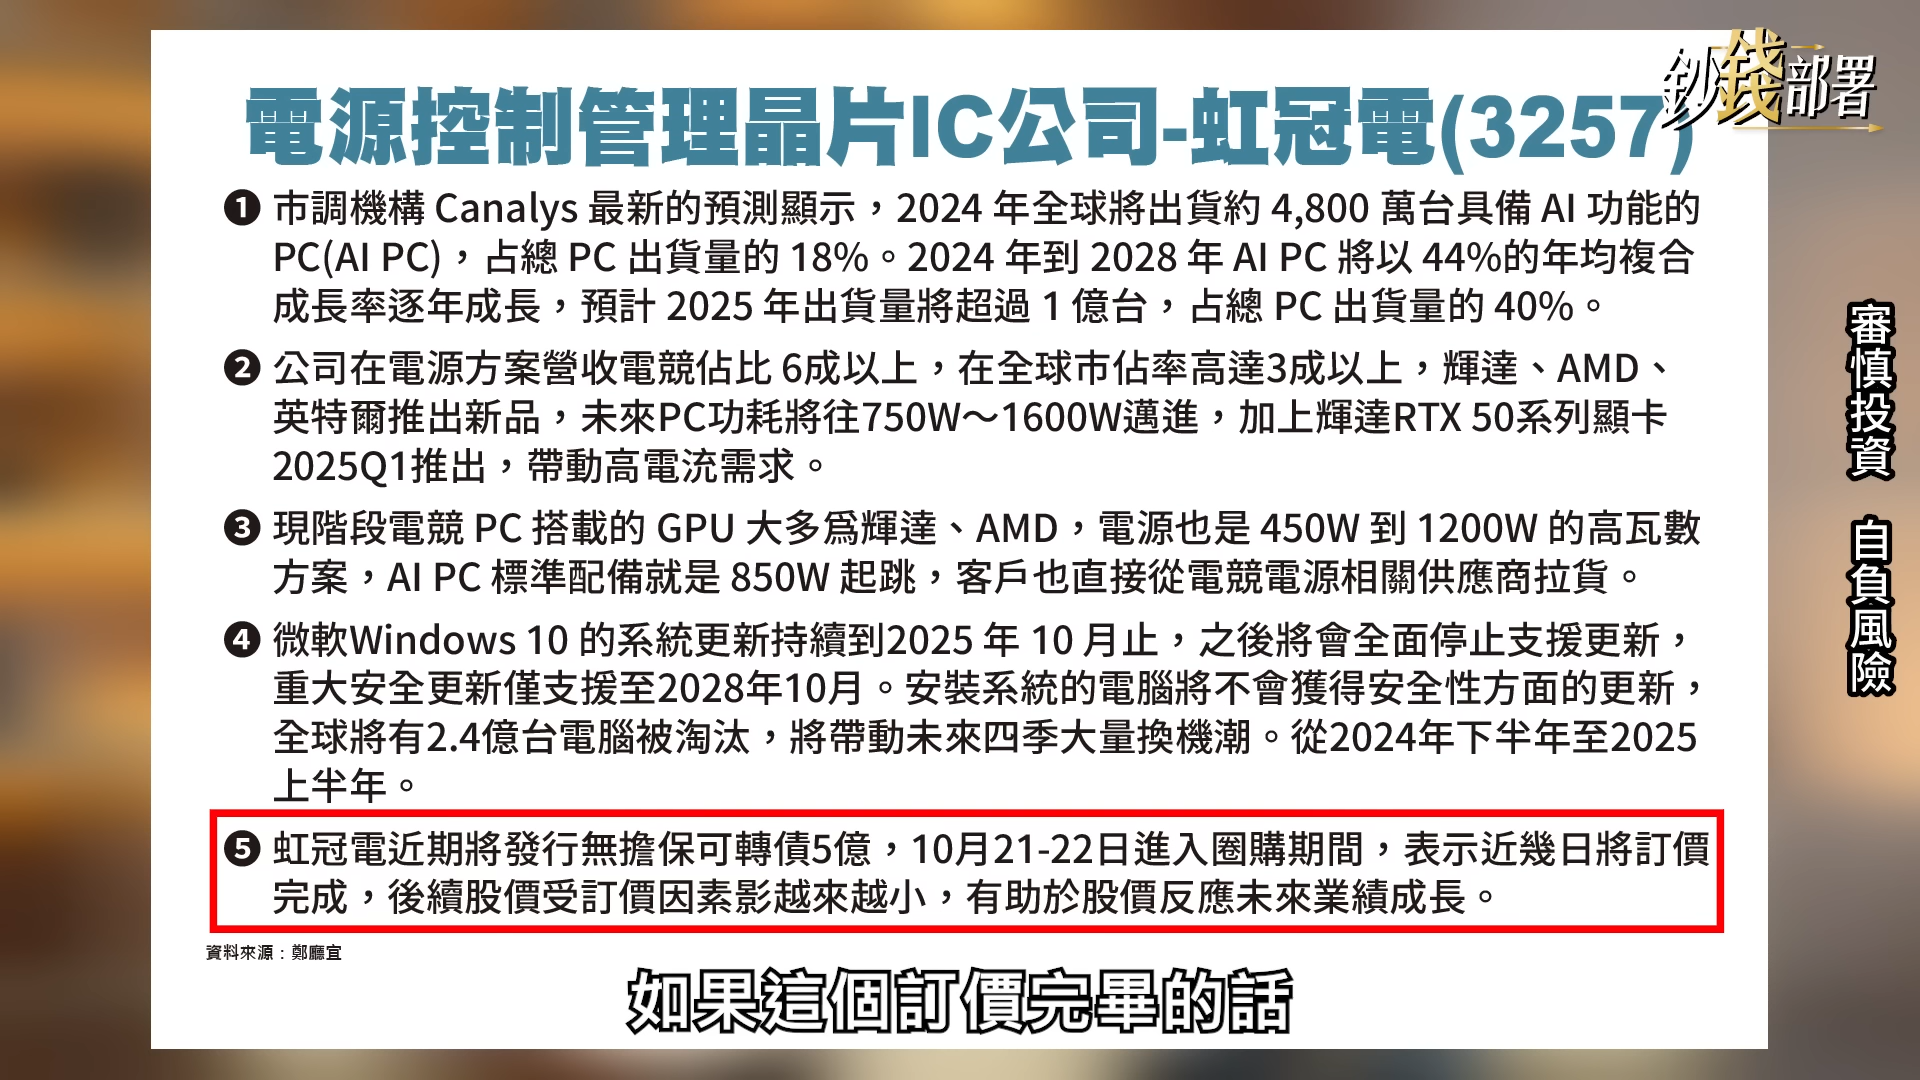 電源控制管理晶片IC公司-虹冠電(3257)
鈔錢部署
❶ 市調機構 Canalys 最新的預測顯示，2024 年全球將出貨約 4,800 萬台具備 AI 功能的
PC(AI PC)，占總 PC 出貨量的 18%。2024 年到 2028 年 AI PC 將以 44%的年均複合
成長率逐年成長，預計 2025 年出貨量將超過 1 億台，占總 PC 出貨量的 40%。
❷ 公司在電源方案營收電競佔比 6成以上，在全球市佔率高達3成以上，輝達、AMD、
英特爾推出新品，未來PC功耗將往750W～1600W邁進，加上輝達RTX 50系列顯卡
2025Q1推出，帶動高電流需求。
❸ 現階段電競 PC 搭載的 GPU 大多為輝達、AMD，電源也是 450W 到 1200W 的高瓦數
方案，AI PC 標準配備就是 850W 起跳，客戶也直接從電競電源相關供應商拉貨。
❹ 微軟Windows 10 的系統更新持續到2025 年 10 月止，之後將會全面停止支援更新，
重大安全更新僅支援至2028年10月。安裝系統的電腦將不會獲得安全性方面的更新，
全球將有2.4億台電腦被淘汰，將帶動未來四季大量換機潮。從2024年下半年至2025
上半年。
❺ 虹冠電近期將發行無擔保可轉債5億，10月21-22日進入圈購期間，表示近幾日將訂價
完成，後續股價受訂價因素影越來越小，有助於股價反應未來業績成長。
資料來源：鄭廳宜
如果這個訂價完畢的話
審慎投資 自負風險